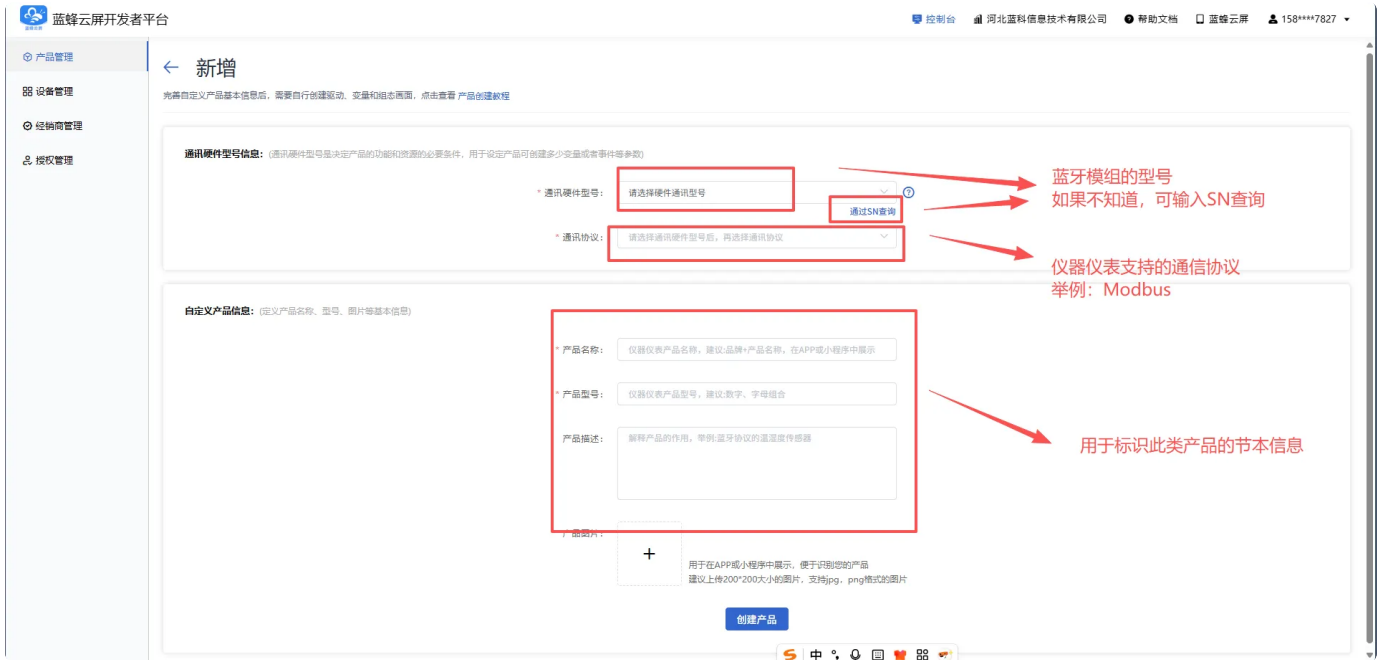 蓝蜂云屏开发者平台
控制台
河北蓝科信息技术有限公司
帮助文档
蓝蜂云屏
158****7827
产品管理
设备管理
经销商管理
授权管理
← 新增
完善自定义产品基本信息后，需要自行创建驱动、变量和组态画面，点击查看 产品创建教程
通讯硬件型号信息：(通讯硬件型号是决定产品的功能和资源的必要条件、用于设定产品可创建多少变量或者事件等参数)
* 通讯硬件型号：
请选择硬件通讯型号
通过SN查询
* 通讯协议：
请选择通讯硬件型号后，再选择通讯协议
蓝牙模组的型号
如果不知道，可输入SN查询
仪器仪表支持的通信协议
举例：Modbus
自定义产品信息：(定义产品名称、型号、图片等基本信息)
* 产品名称：
仪器仪表产品名称，建议:品牌+产品名称。在APP或小程序中展示
* 产品型号：
仪器仪表产品型号，建议:数字、字母组合
产品描述：
解释产品的作用。举例:蓝牙协议的温湿度传感器
用于标识此类产品的节本信息
产品图片：
+
用于在APP或小程序中展示，便于识别您的产品
建议上传200*200大小的图片，支持jpg、png格式的图片
创建产品
中